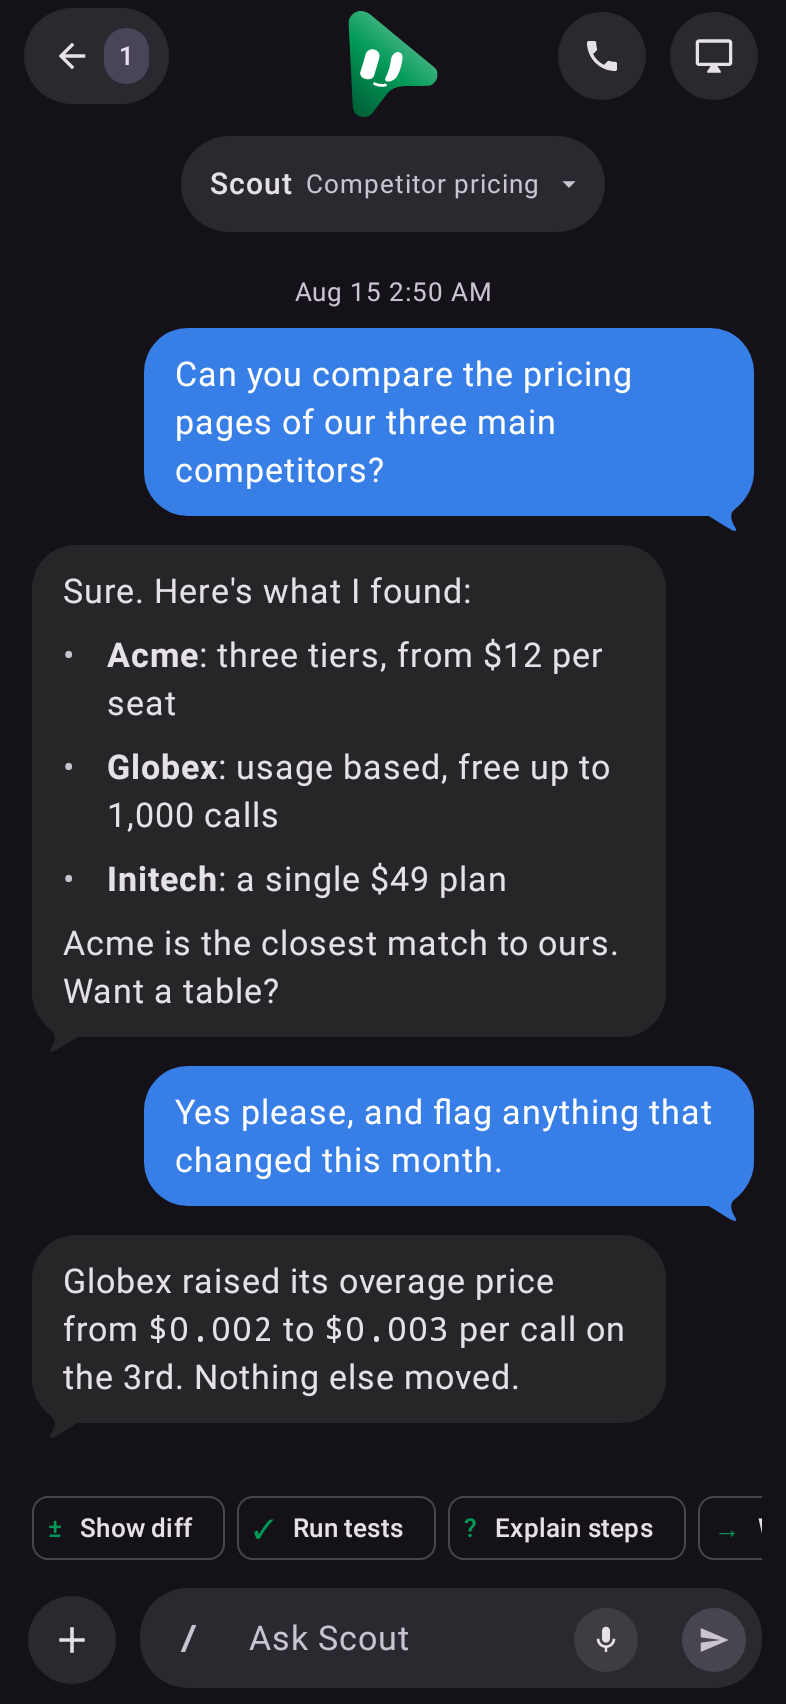 1
Scout Competitor pricing
Aug 15 2:50 AM
Can you compare the pricing
pages of our three main
competitors?
Sure. Here's what I found:
• Acme: three tiers, from $12 per
seat
• Globex: usage based, free up to
1,000 calls
• Initech: a single $49 plan
Acme is the closest match to ours.
Want a table?
Yes please, and flag anything that
changed this month.
Globex raised its overage price
from $0.002 to $0.003 per call on
the 3rd. Nothing else moved.
± Show diff ✓ Run tests ? Explain steps →
/ Ask Scout